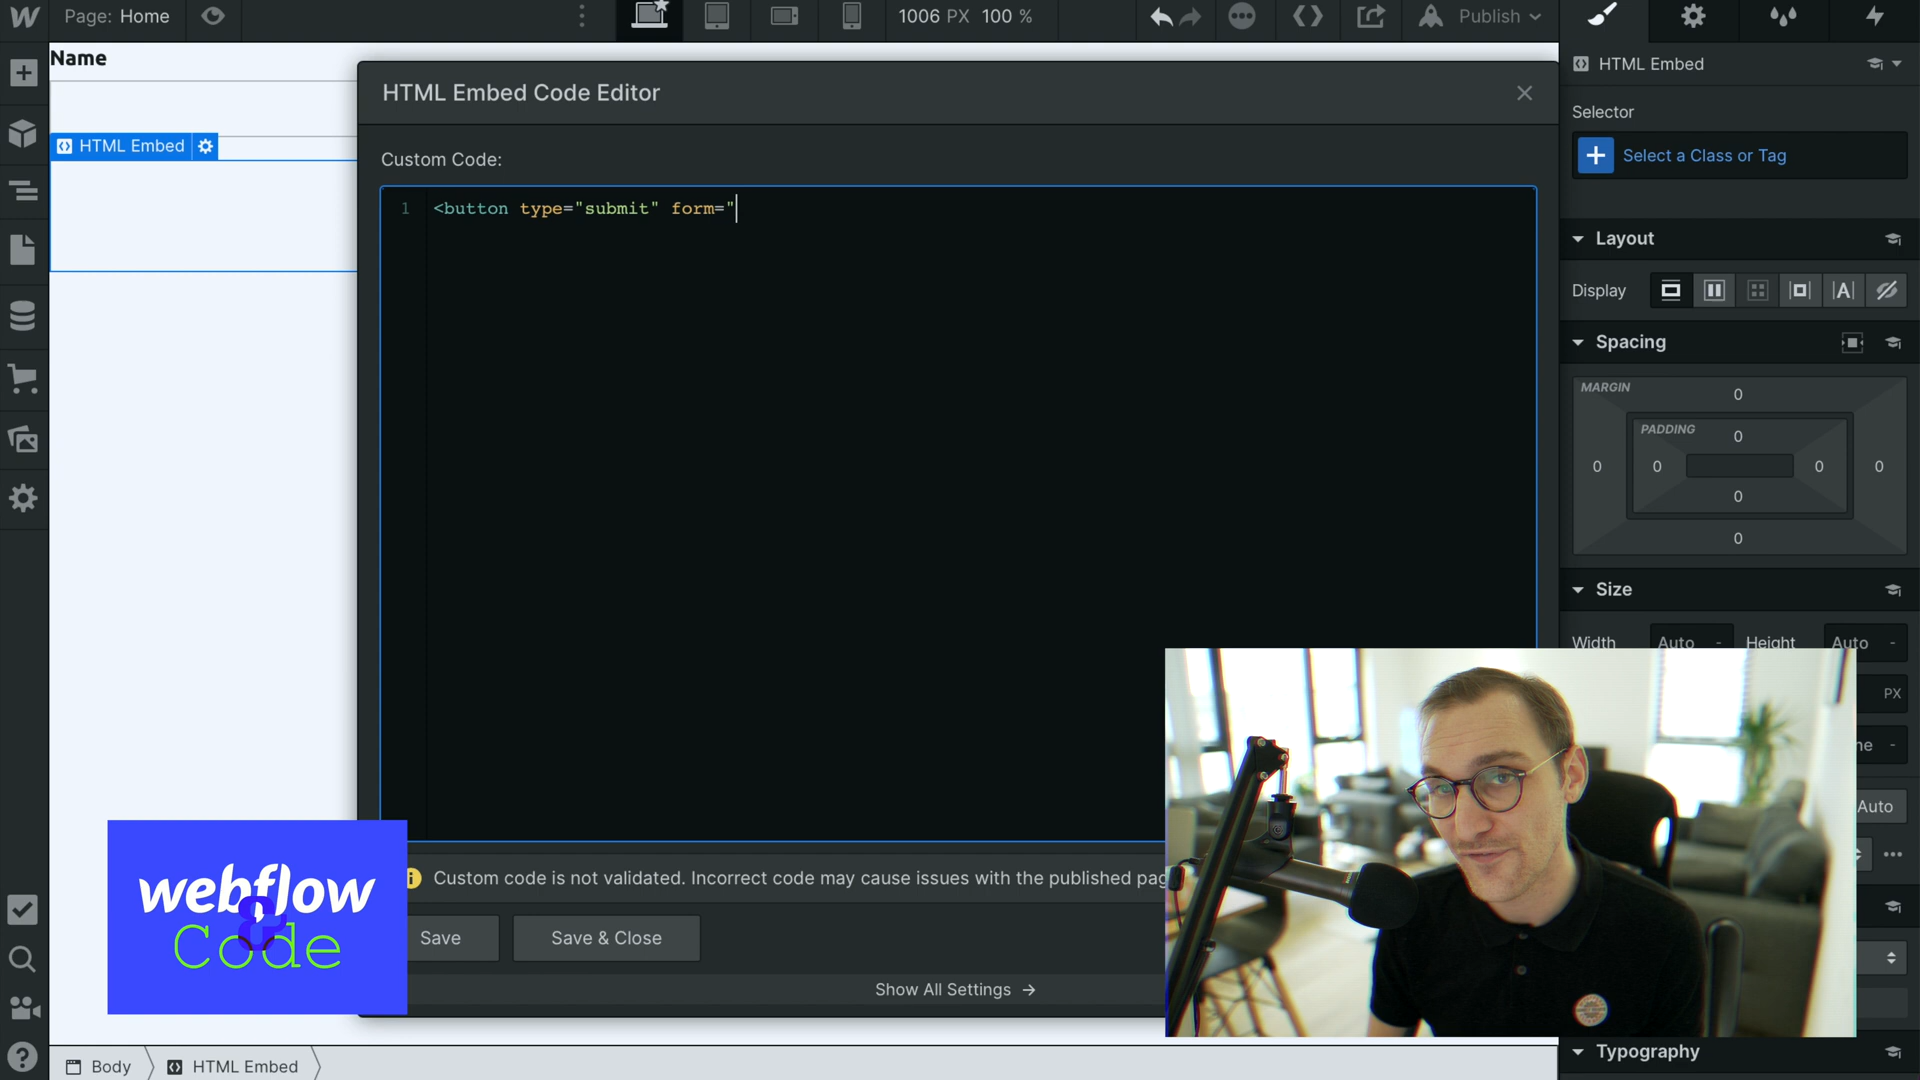 Page: Home
1006 PX 100 %
Publish
Name
HTML Embed
HTML Embed Code Editor
Custom Code:
1 <button type="submit" form="
Custom code is not validated. Incorrect code may cause issues with the published
Save
Save & Close
Show All Settings
webflow
&
Code
Body
HTML Embed
HTML Embed
Selector
Select a Class or Tag
Layout
Display
Spacing
MARGIN
0
PADDING
0
0
0
0
0
0
0
Size
Width
Auto
-
Height
Auto
-
PX
-
Auto
Typography